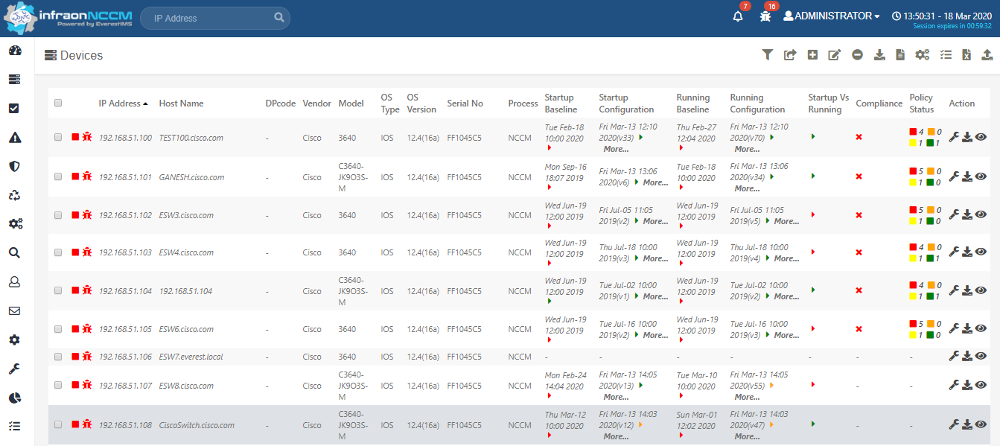 infraonNCCM
Powered by EverestIMS
IP Address
7
16
ADMINISTRATOR
13:50:31 - 18 Mar 2020
Session expires in 00:59:32
Devices
IP Address Host Name DPcode Vendor Model OS Type OS Version Serial No Process Startup Baseline Startup Configuration Running Baseline Running Configuration Startup Vs Running Compliance Policy Status Action
192.168.51.100 TEST100.cisco.com - Cisco 3640 IOS 12.4(16a) FF1045C5 NCCM Tue Feb-18 10:00 2020 Fri Mar-13 12:10 2020(v33) More... Thu Feb-27 12:04 2020 Fri Mar-13 12:10 2020(v70) More... 4 0 1 1
192.168.51.101 GANESH.cisco.com - Cisco C3640-JK9O3S-M IOS 12.4(16a) FF1045C5 NCCM Mon Sep-16 18:07 2019 Fri Mar-13 13:06 2020(v6) More... Tue Feb-18 10:00 2020 Fri Mar-13 13:06 2020(v34) More... 5 0 1 0
192.168.51.102 ESW3.cisco.com - Cisco 3640 IOS 12.4(16a) FF1045C5 NCCM Wed Jun-19 12:00 2019 Fri Jul-05 11:05 2019(v2) More... Wed Jun-19 12:00 2019 Fri Jul-05 11:05 2019(v5) More... 5 0 1 0
192.168.51.103 ESW4.cisco.com - Cisco 3640 IOS 12.4(16a) FF1045C5 NCCM Wed Jun-19 12:00 2019 Thu Jul-18 10:00 2019(v3) More... Wed Jun-19 12:00 2019 Thu Jul-18 10:00 2019(v4) More... 4 0 1 1
192.168.51.104 192.168.51.104 - Cisco C3640-JK9O3S-M IOS 12.4(16a) FF1045C5 NCCM Wed Jun-19 12:00 2019 Tue Jul-02 10:00 2019(v1) More... Wed Jun-19 12:00 2019 Tue Jul-02 10:00 2019(v2) More... 4 0 1 1
192.168.51.105 ESW6.cisco.com - Cisco 3640 IOS 12.4(16a) FF1045C5 NCCM Wed Jun-19 12:00 2019 Tue Jul-16 10:00 2019(v2) More... Wed Jun-19 12:00 2019 Tue Jul-16 10:00 2019(v3) More... 5 0 1 0
192.168.51.106 ESW7.everest.local - Cisco 3640 IOS 12.4(16a) FF1045C5 NCCM - - - - - - -
192.168.51.107 ESW8.cisco.com - Cisco C3640-JK9O3S-M IOS 12.4(16a) FF1045C5 NCCM Mon Feb-24 14:04 2020 Fri Mar-13 14:05 2020(v13) More... Tue Mar-10 10:00 2020 Fri Mar-13 14:05 2020(v55) More... - -
192.168.51.108 CiscoSwitch.cisco.com - Cisco C3640-JK9O3S-M IOS 12.4(16a) FF1045C5 NCCM Thu Mar-12 10:00 2020 Fri Mar-13 14:03 2020(v12) More... Sun Mar-01 12:02 2020 Fri Mar-13 14:03 2020(v47) More... - -